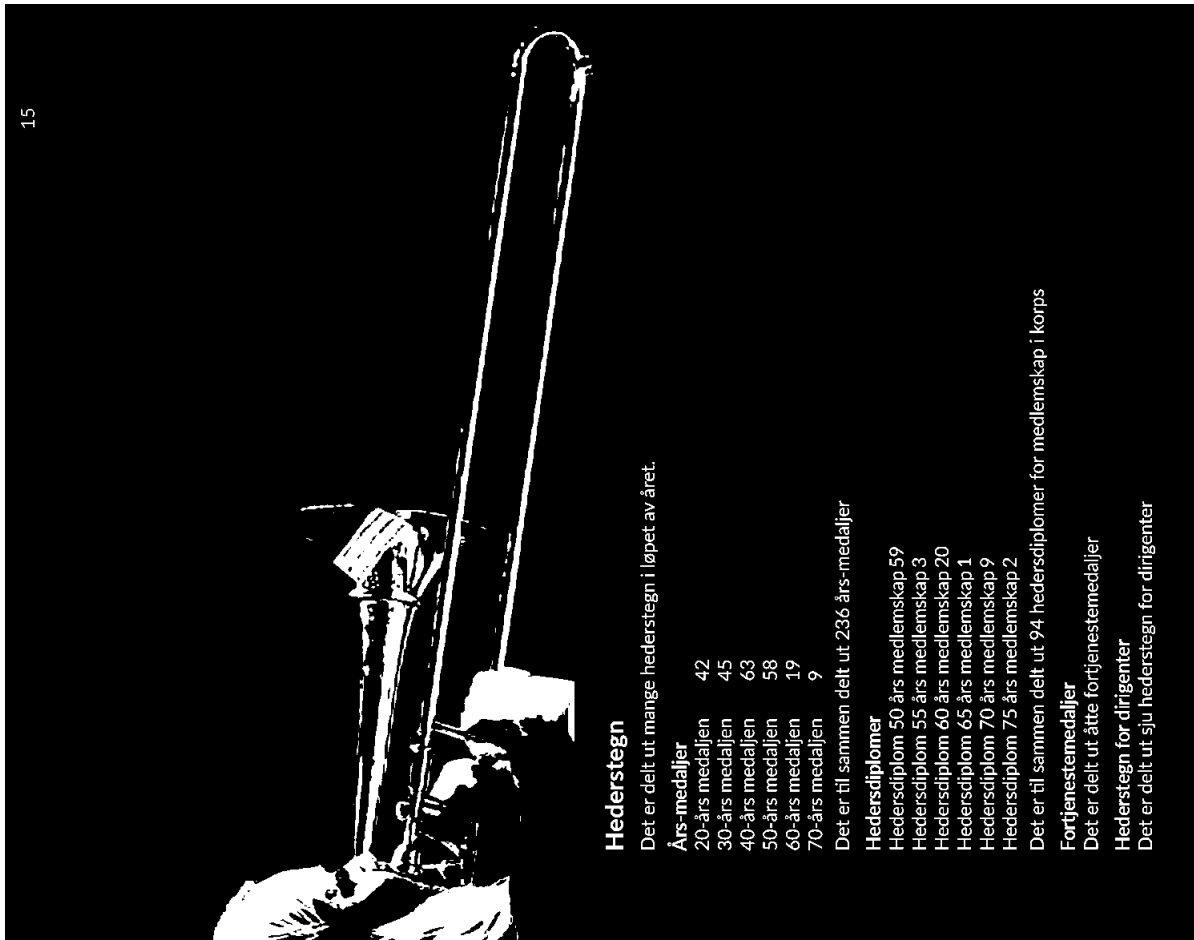 Hederstegn
Det er delt ut mange hederstegn i løpet av året.
Års-medaljer
20-års medaljen 42
30-års medaljen 45
40-års medaljen 63
50-års medaljen 58
60-års medaljen 19
70-års medaljen 9
Det er til sammen delt ut 236 års-medaljer
Hedersdiplomer
Hedersdiplom 50 års medlemskap 59
Hedersdiplom 55 års medlemskap 3
Hedersdiplom 60 års medlemskap 20
Hedersdiplom 65 års medlemskap 1
Hedersdiplom 70 års medlemskap 9
Hedersdiplom 75 års medlemskap 2
Det er til sammen delt ut 94 hedersdiplomer for medlemskap i korps
Fortjenestemedaljer
Det er delt ut åtte fortjenestemedaljer
Hederstegn for dirigenter
Det er delt ut sju hederstegn for dirigenter
15